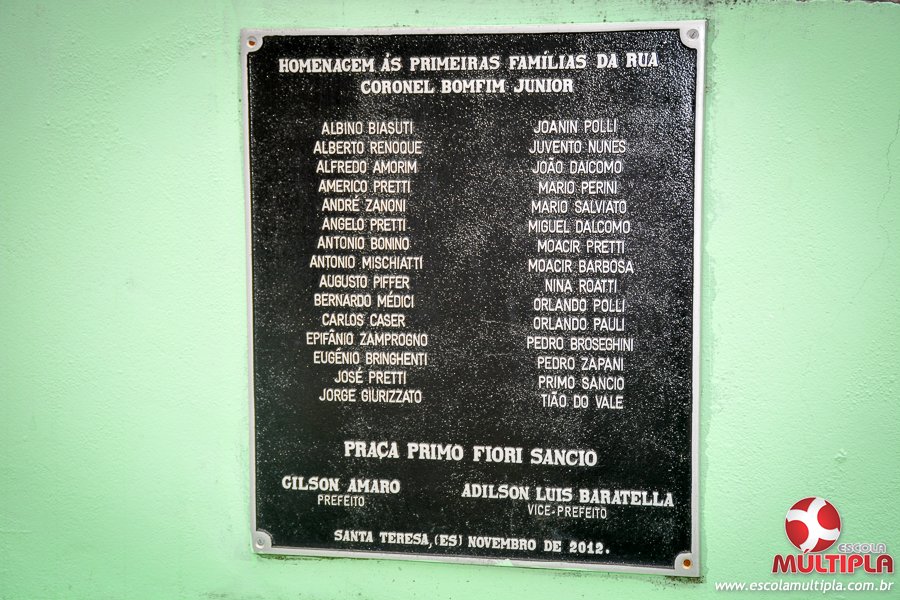 HOMENAGEM ÁS PRIMEIRAS FAMÍLIAS DA RUA
CORONEL BOMFIM JUNIOR
ALBINO BIASUTI
ALBERTO RENOQUE
ALFREDO AMORIM
AMERICO PRETTI
ANDRÉ ZANONI
ANGELO PRETTI
ANTONIO BONINO
ANTONIO MISCHIATTI
AUGUSTO PIFFER
BERNARDO MÉDICI
CARLOS CASER
EPIFÂNIO ZAMPROGNO
EUGÊNIO BRINGHENTI
JOSÉ PRETTI
JORGE GIURIZZATO
JOANIN POLLI
JUVENTO NUNES
JOÃO DALCOMO
MARIO PERINI
MARIO SALVIATO
MIGUEL DALCOMO
MOACIR PRETTI
MOACIR BARBOSA
NINA ROATTI
ORLANDO POLLI
ORLANDO PAULI
PEDRO BROSEGHINI
PEDRO ZAPANI
PRIMO SANCIO
TIÃO DO VALE
PRAÇA PRIMO FIORI SANCIO
GILSON AMARO
PREFEITO
ADILSON LUIS BARATELLA
VICE-PREFEITO
SANTA TERESA,(ES) NOVEMBRO DE 2012.
ESCOLA
MULTIPLA
www.escolamultipla.com.br